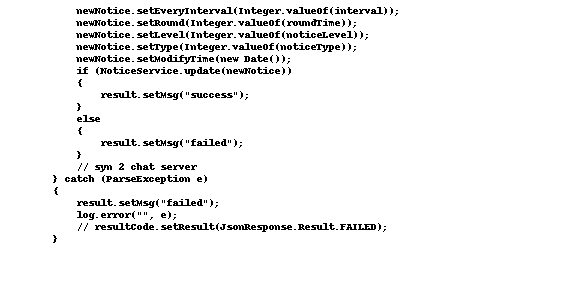 newNotice.setEveryInterval(Integer.valueOf(interval));
newNotice.setRound(Integer.valueOf(roundTime));
newNotice.setLevel(Integer.valueOf(noticeLevel));
newNotice.setType(Integer.valueOf(noticeType));
newNotice.setModifyTime(new Date());
if (NoticeService.update(newNotice))
{
result.setMsg("success");
}
else
{
result.setMsg("failed");
}
// syn 2 chat server
} catch (ParseException e)
{
result.setMsg("failed");
log.error("", e);
// resultCode.setResult(JsonResponse.Result.FAILED);
}